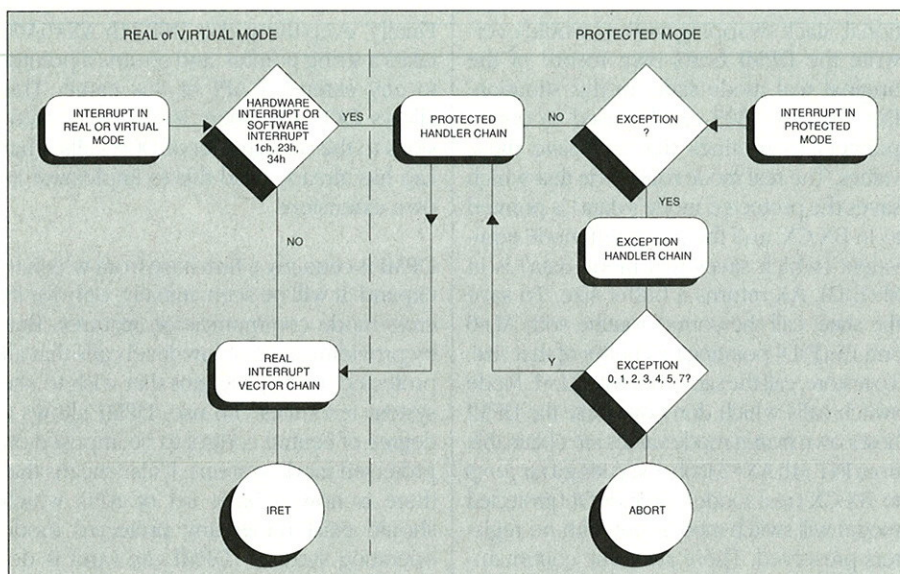 REAL or VIRTUAL MODE
PROTECTED MODE
INTERRUPT IN
REAL OR VIRTUAL
MODE
HARDWARE
INTERRUPT OR
SOFTWARE
INTERRUPT
1ch, 23h,
34h
YES
PROTECTED
HANDLER CHAIN
NO
EXCEPTION
?
INTERRUPT IN
PROTECTED
MODE
YES
NO
EXCEPTION
HANDLER CHAIN
REAL
INTERRUPT
VECTOR CHAIN
Y
EXCEPTION
0, 1, 2, 3, 4, 5, 7?
IRET
ABORT